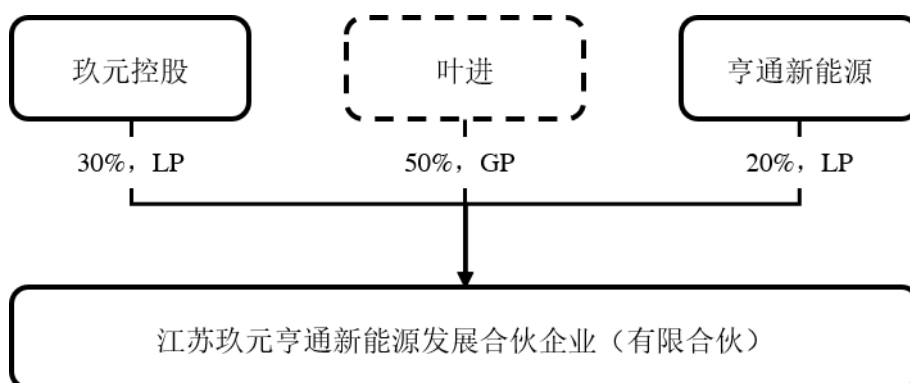 玖元控股
叶进
亨通新能源
30%，LP
50%，GP
20%，LP
江苏玖元亨通新能源发展合伙企业（有限合伙）